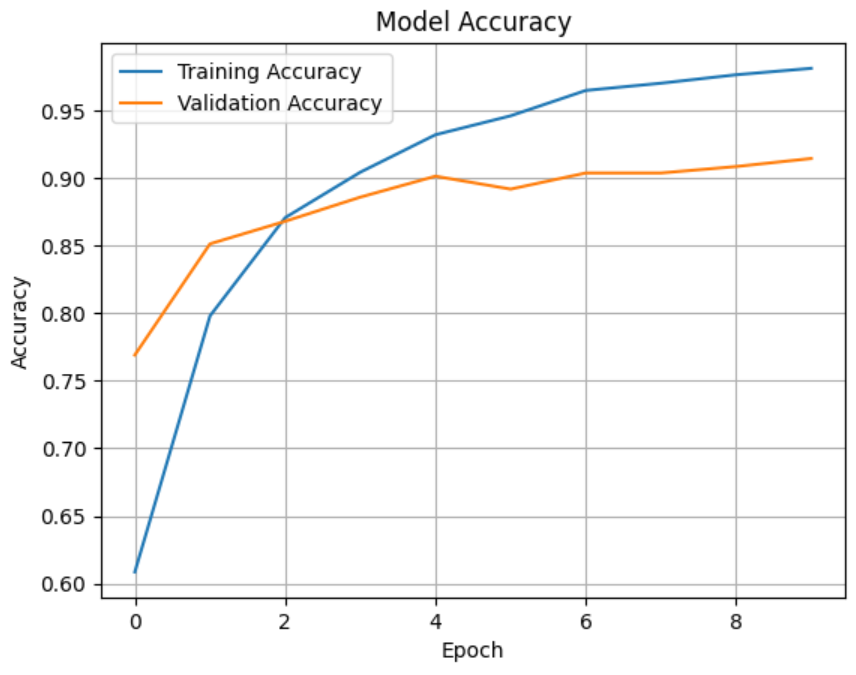 Model Accuracy
Training Accuracy
Validation Accuracy
Accuracy
0.95
0.90
0.85
0.80
0.75
0.70
0.65
0.60
0 2 4 6 8
Epoch